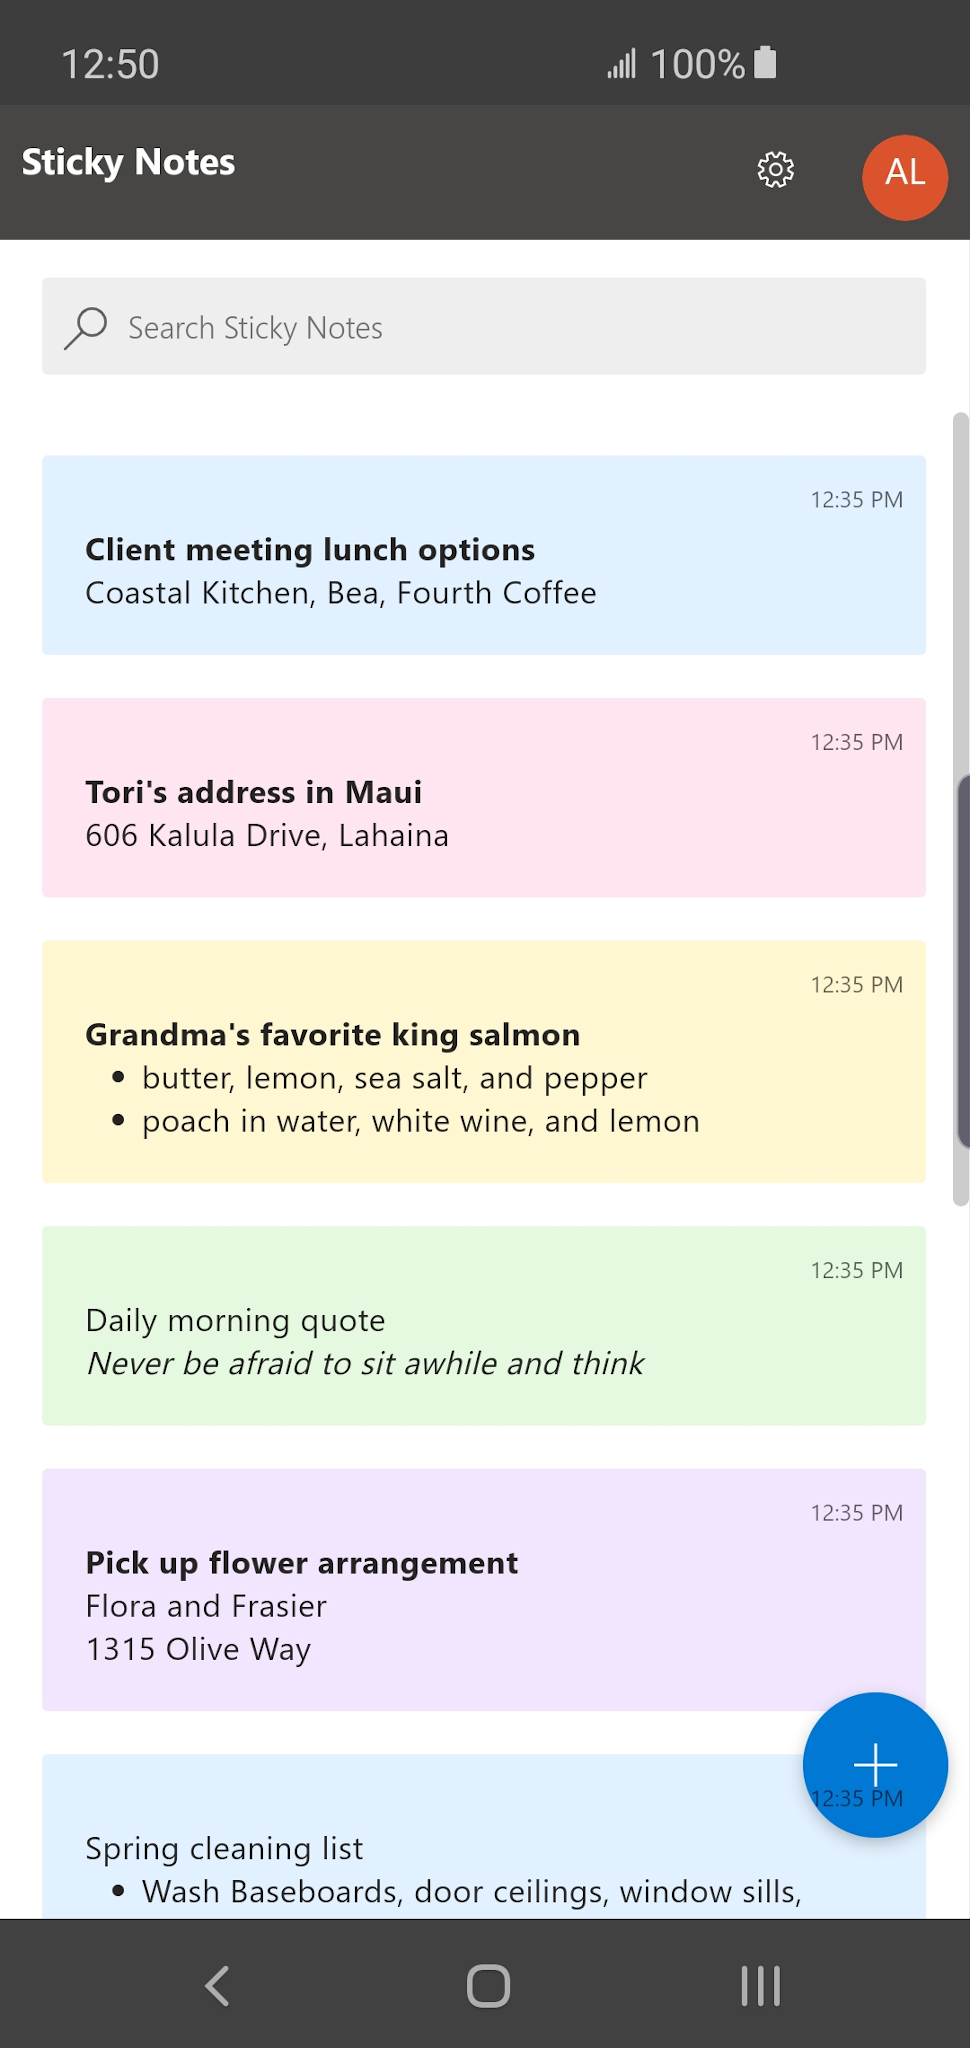 12:50 100%
Sticky Notes
AL
Search Sticky Notes
12:35 PM
Client meeting lunch options
Coastal Kitchen, Bea, Fourth Coffee
12:35 PM
Tori's address in Maui
606 Kalula Drive, Lahaina
12:35 PM
Grandma's favorite king salmon
• butter, lemon, sea salt, and pepper
• poach in water, white wine, and lemon
12:35 PM
Daily morning quote
Never be afraid to sit awhile and think
12:35 PM
Pick up flower arrangement
Flora and Frasier
1315 Olive Way
12:35 PM
Spring cleaning list
• Wash Baseboards, door ceilings, window sills,